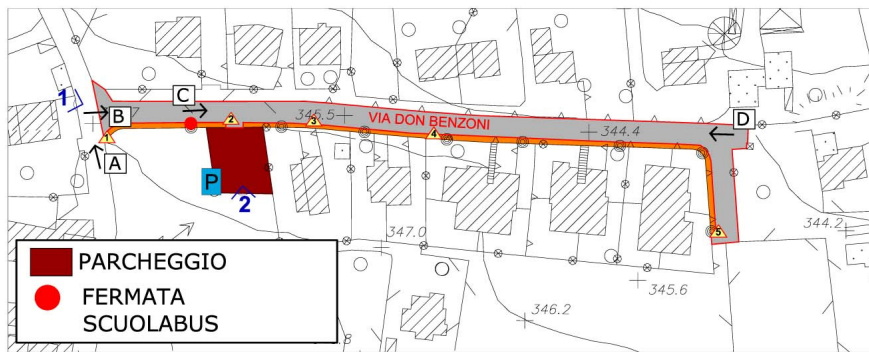 C
1
B
2
345.5
3
VIA DON BENZONI
4
344.4
D
1
A
P
2
5
347.0
344.2
345.6
346.2
PARCHEGGIO
FERMATA
SCUOLABUS